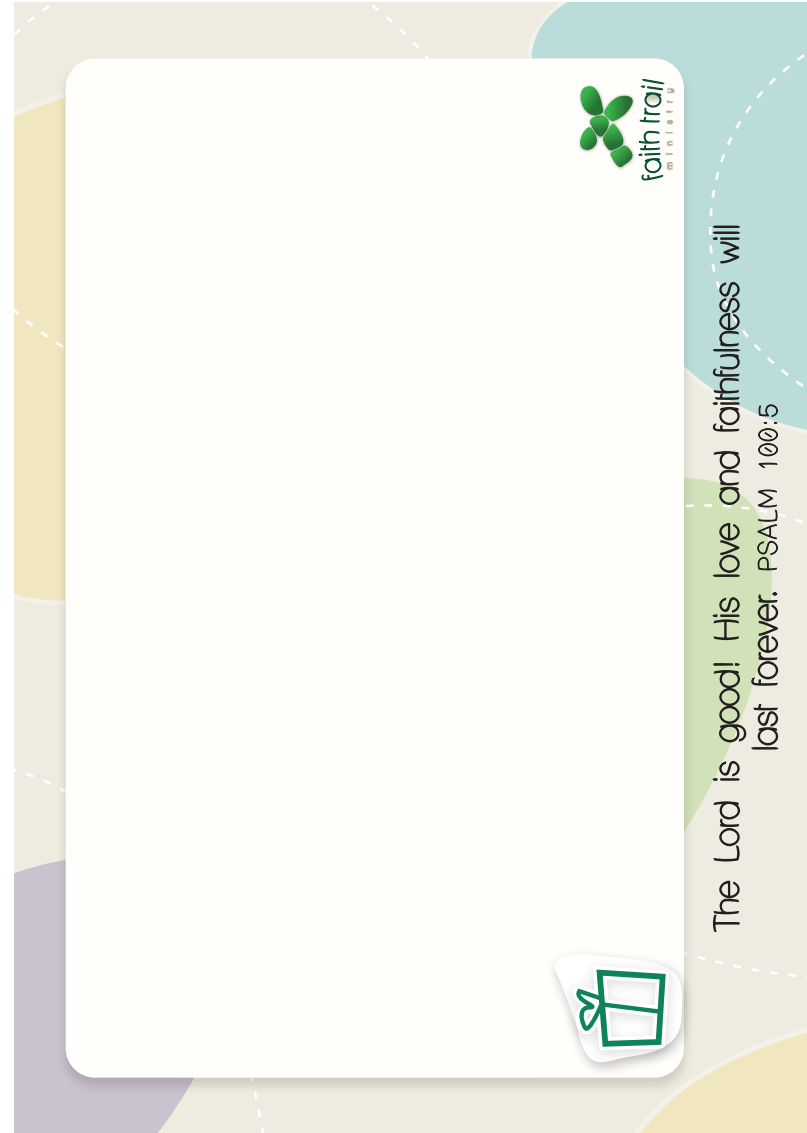 faith trail
ministry
The Lord is good! His love and faithfulness will
last forever. PSALM 100:5